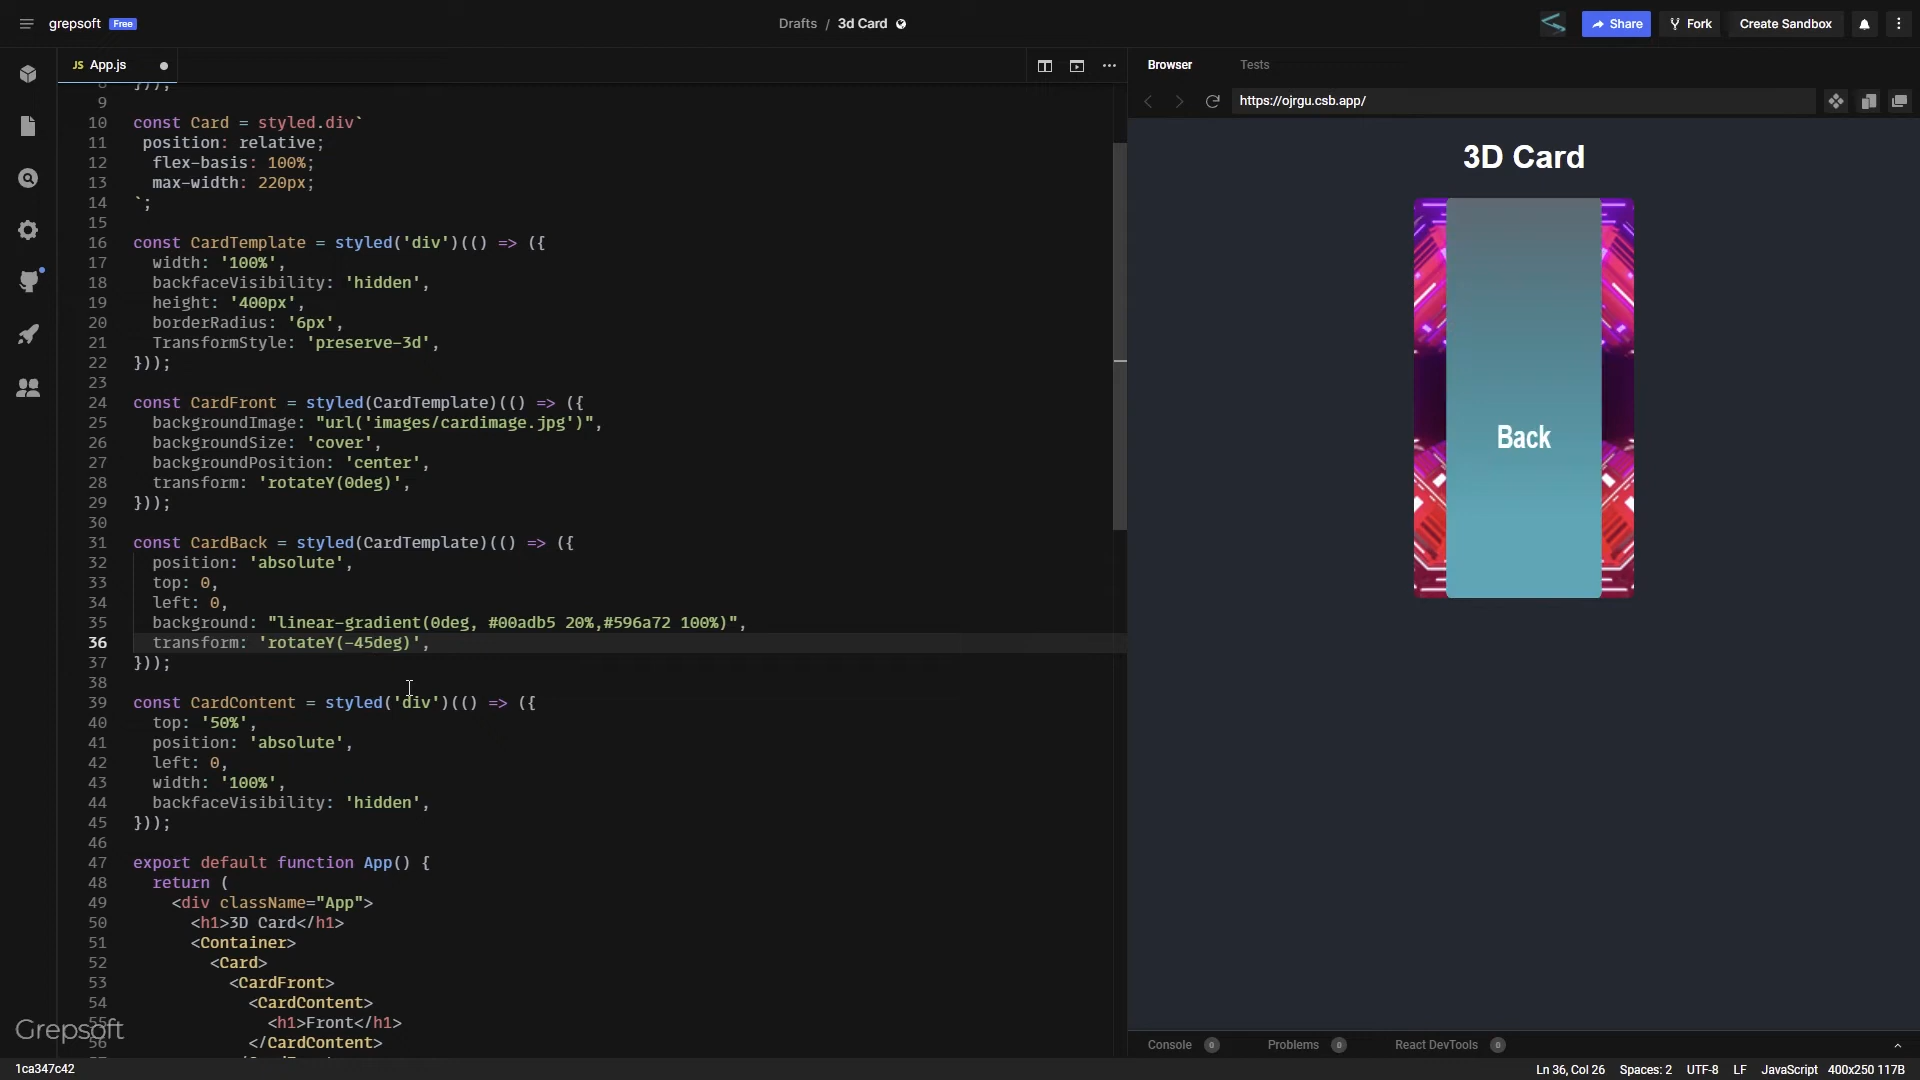 grepsoft Free
Drafts / 3d Card
Share
Fork
Create Sandbox
JS App.js
Browser
Tests
https://ojrgu.csb.app/
8 }));
9
10 const Card = styled.div`
11 position: relative;
12 flex-basis: 100%;
13 max-width: 220px;
14 `;
15
16 const CardTemplate = styled('div')(() => ({
17 width: '100%',
18 backfaceVisibility: 'hidden',
19 height: '400px',
20 borderRadius: '6px',
21 TransformStyle: 'preserve-3d',
22 }));
23
24 const CardFront = styled(CardTemplate)(() => ({
25 backgroundImage: "url('images/cardimage.jpg')",
26 backgroundSize: 'cover',
27 backgroundPosition: 'center',
28 transform: 'rotateY(0deg)',
29 }));
30
31 const CardBack = styled(CardTemplate)(() => ({
32 position: 'absolute',
33 top: 0,
34 left: 0,
35 background: "linear-gradient(0deg, #00adb5 20%,#596a72 100%)",
36 transform: 'rotateY(-45deg)',
37 }));
38
39 const CardContent = styled('div')(() => ({
40 top: '50%',
41 position: 'absolute',
42 left: 0,
43 width: '100%',
44 backfaceVisibility: 'hidden',
45 }));
46
47 export default function App() {
48 return (
49 <div className="App">
50 <h1>3D Card</h1>
51 <Container>
52 <Card>
53 <CardFront>
54 <CardContent>
55 <h1>Front</h1>
56 </CardContent>
Grepsoft
3D Card
Back
Console 0
Problems 0
React DevTools 0
1ca347c42
Ln 36, Col 26
Spaces: 2
UTF-8
LF
JavaScript
400x250 117B